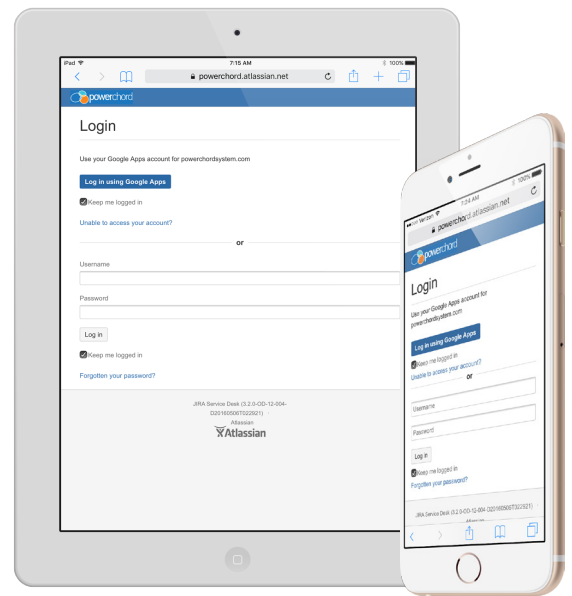 iPad
7:15 AM
100%
powerchord.atlassian.net
powerchord
Login
Use your Google Apps account for powerchordsystem.com
Log in using Google Apps
Keep me logged in
Unable to access your account?
or
Username
Password
Log in
Keep me logged in
Forgotten your password?
JIRA Service Desk (3.2.0-OD-12-004-
D20160506T022921) ·
Atlassian
Atlassian
Verizon
7:24 AM
100%
powerchord.atlassian.net
powerchord
Login
Use your Google Apps account for
powerchordsystem.com
Log in using Google Apps
Keep me logged in
Unable to access your account?
or
Username
Password
Log in
Keep me logged in
Forgotten your password?
JIRA Service Desk (3.2.0-OD-12-004-D20160506T022921)
Atlassian